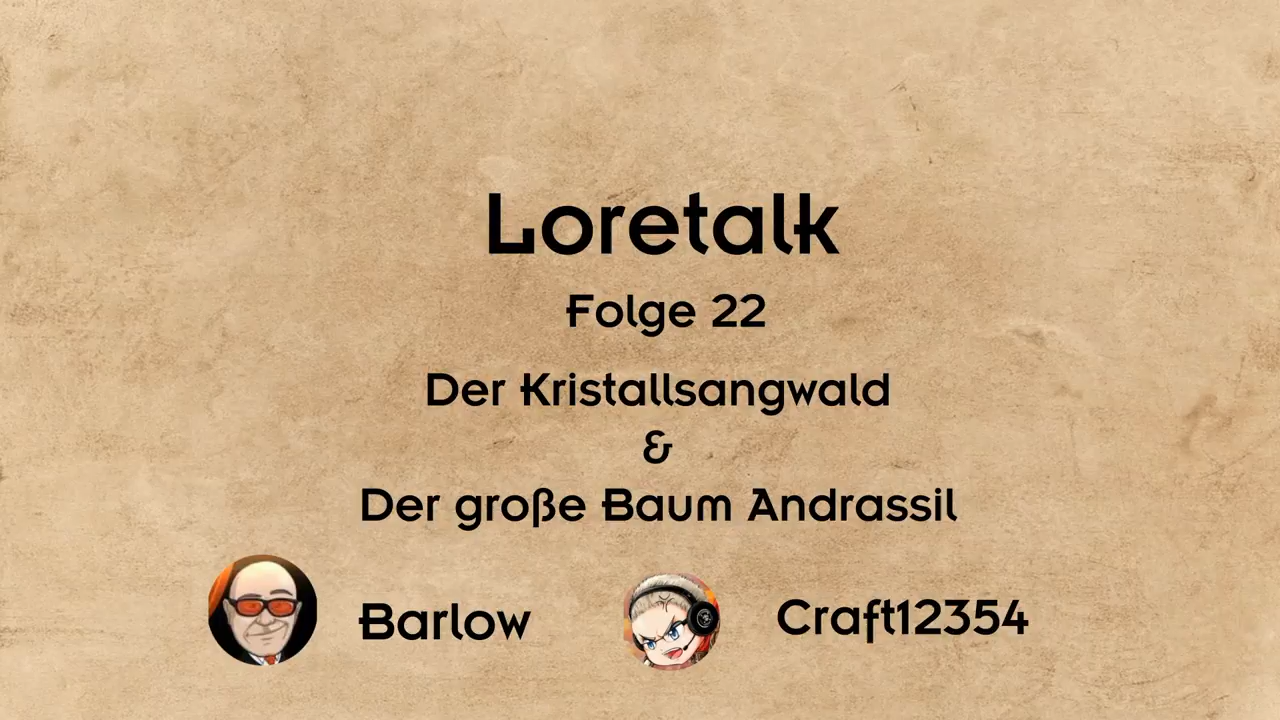 Loretalk
Folge 22
Der Kristallsangwald
&
Der große Baum Andrassil
Barlow
Craft12354